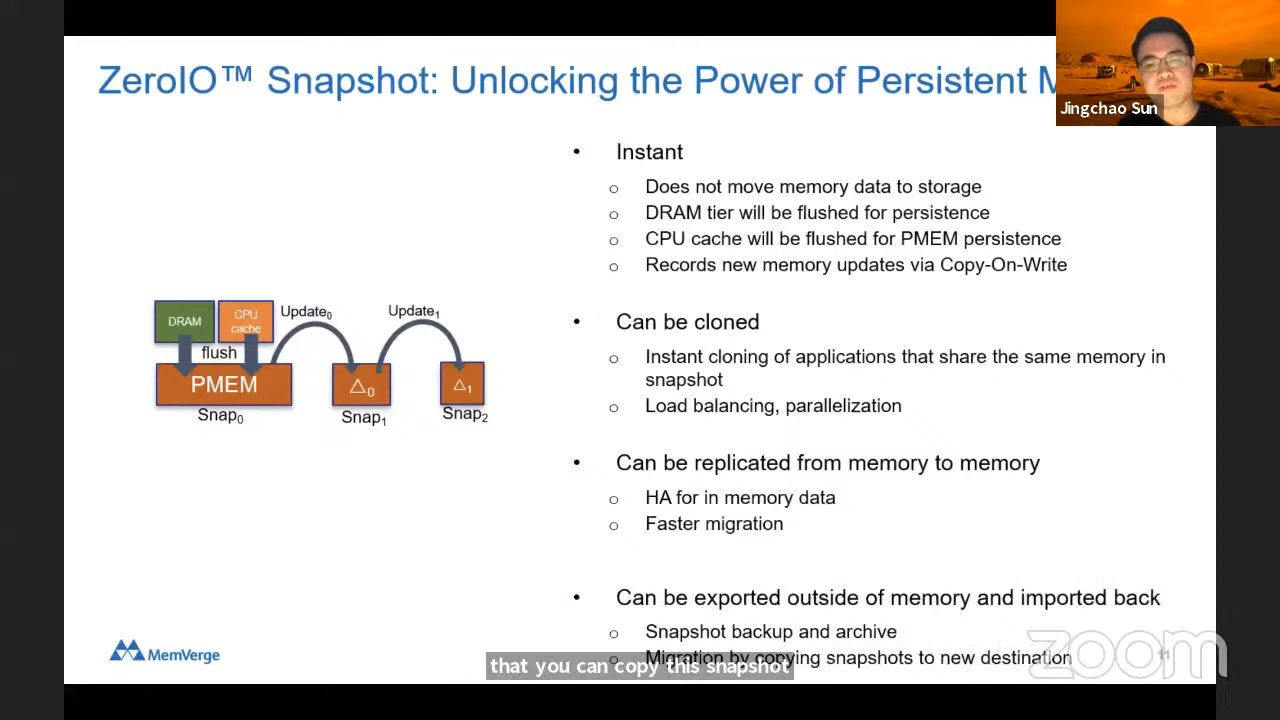 ZeroIO™ Snapshot: Unlocking the Power of Persistent
Jingchao Sun
• Instant
o Does not move memory data to storage
o DRAM tier will be flushed for persistence
o CPU cache will be flushed for PMEM persistence
o Records new memory updates via Copy-On-Write
DRAM
CPU
cache
Update₀
Update₁
flush
PMEM
△₀
△₁
Snap₀
Snap₁
Snap₂
• Can be cloned
o Instant cloning of applications that share the same memory in
snapshot
o Load balancing, parallelization
• Can be replicated from memory to memory
o HA for in memory data
o Faster migration
• Can be exported outside of memory and imported back
o Snapshot backup and archive
o Migration by copying snapshots to new destination
MemVerge
that you can copy this snapshot
zoom
11